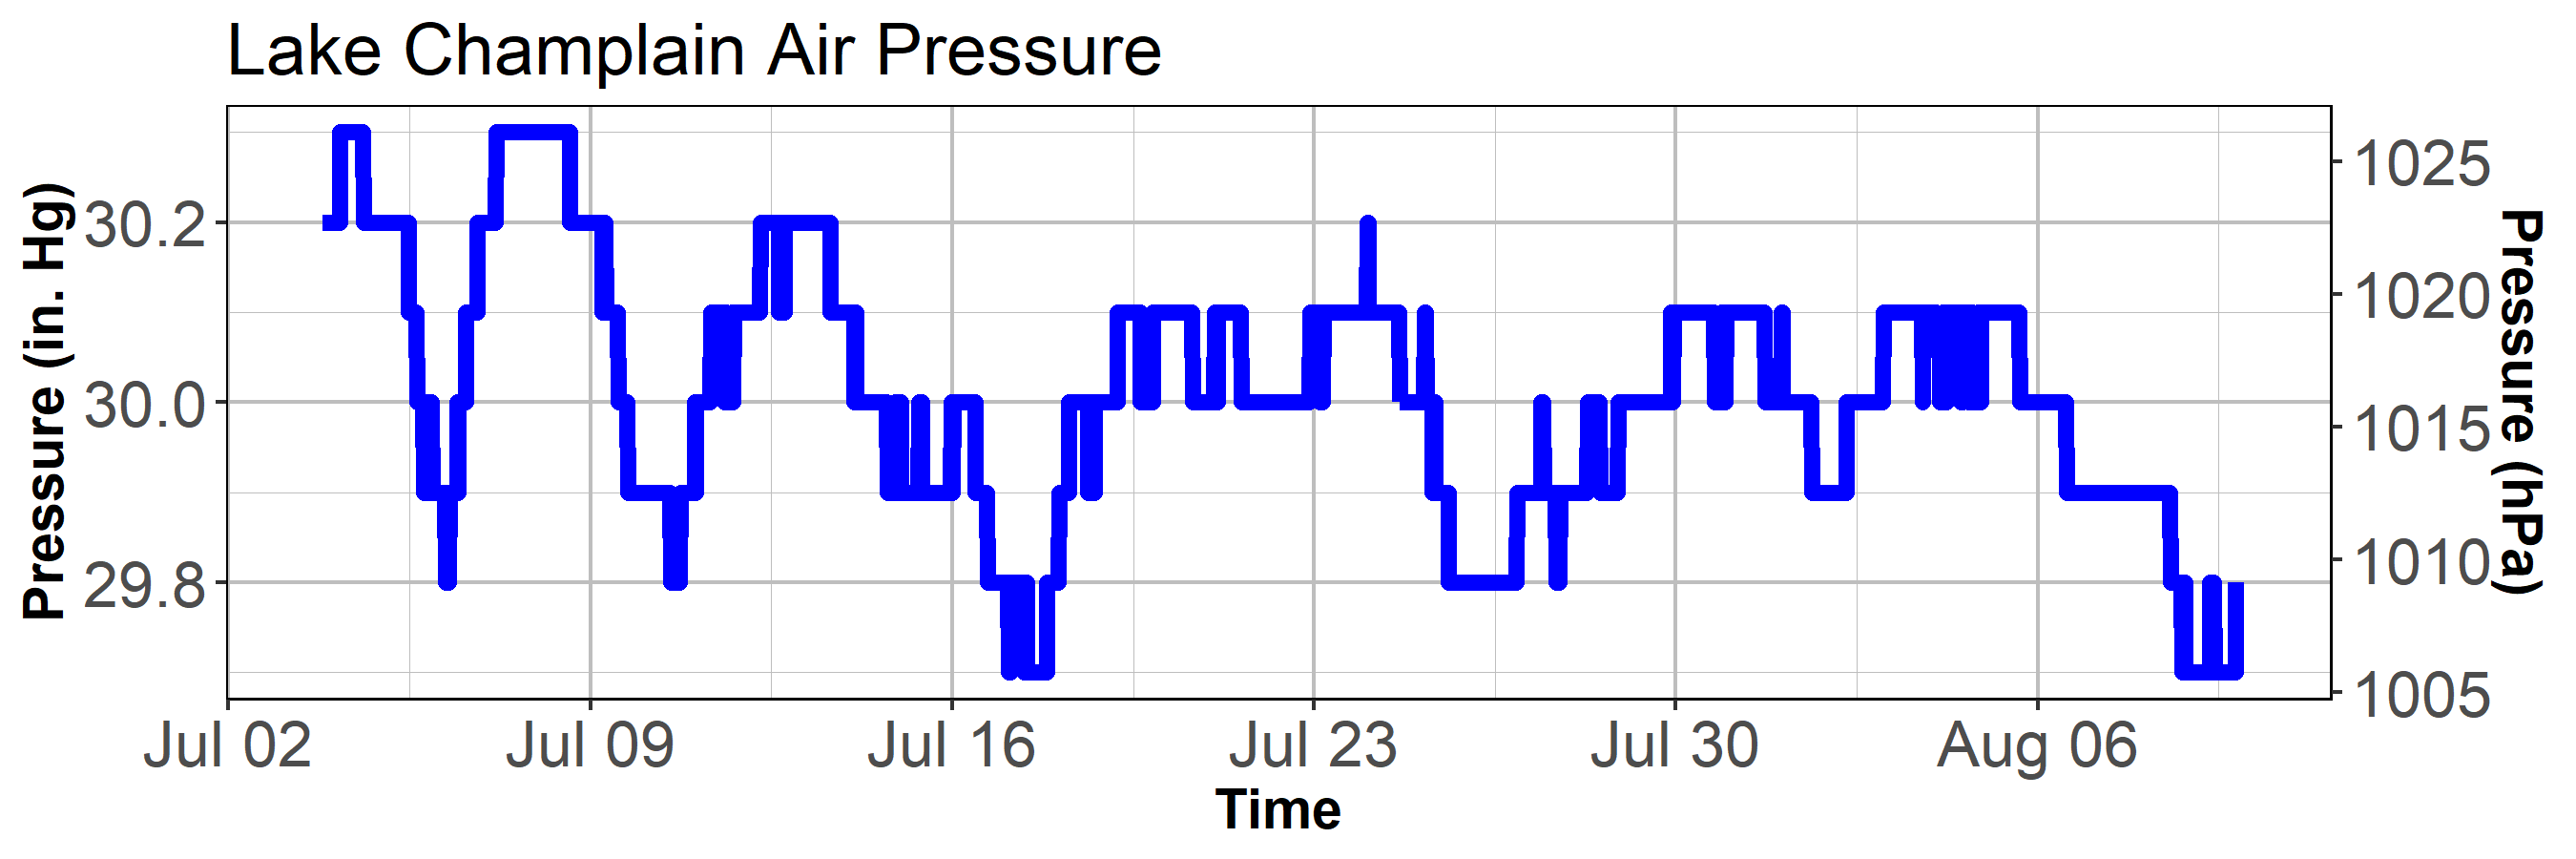 Lake Champlain Air Pressure
Pressure (in. Hg)
30.2
30.0
29.8
1025
1020
1015
1010
1005
Pressure (hPa)
Jul 02
Jul 09
Jul 16
Jul 23
Jul 30
Aug 06
Time